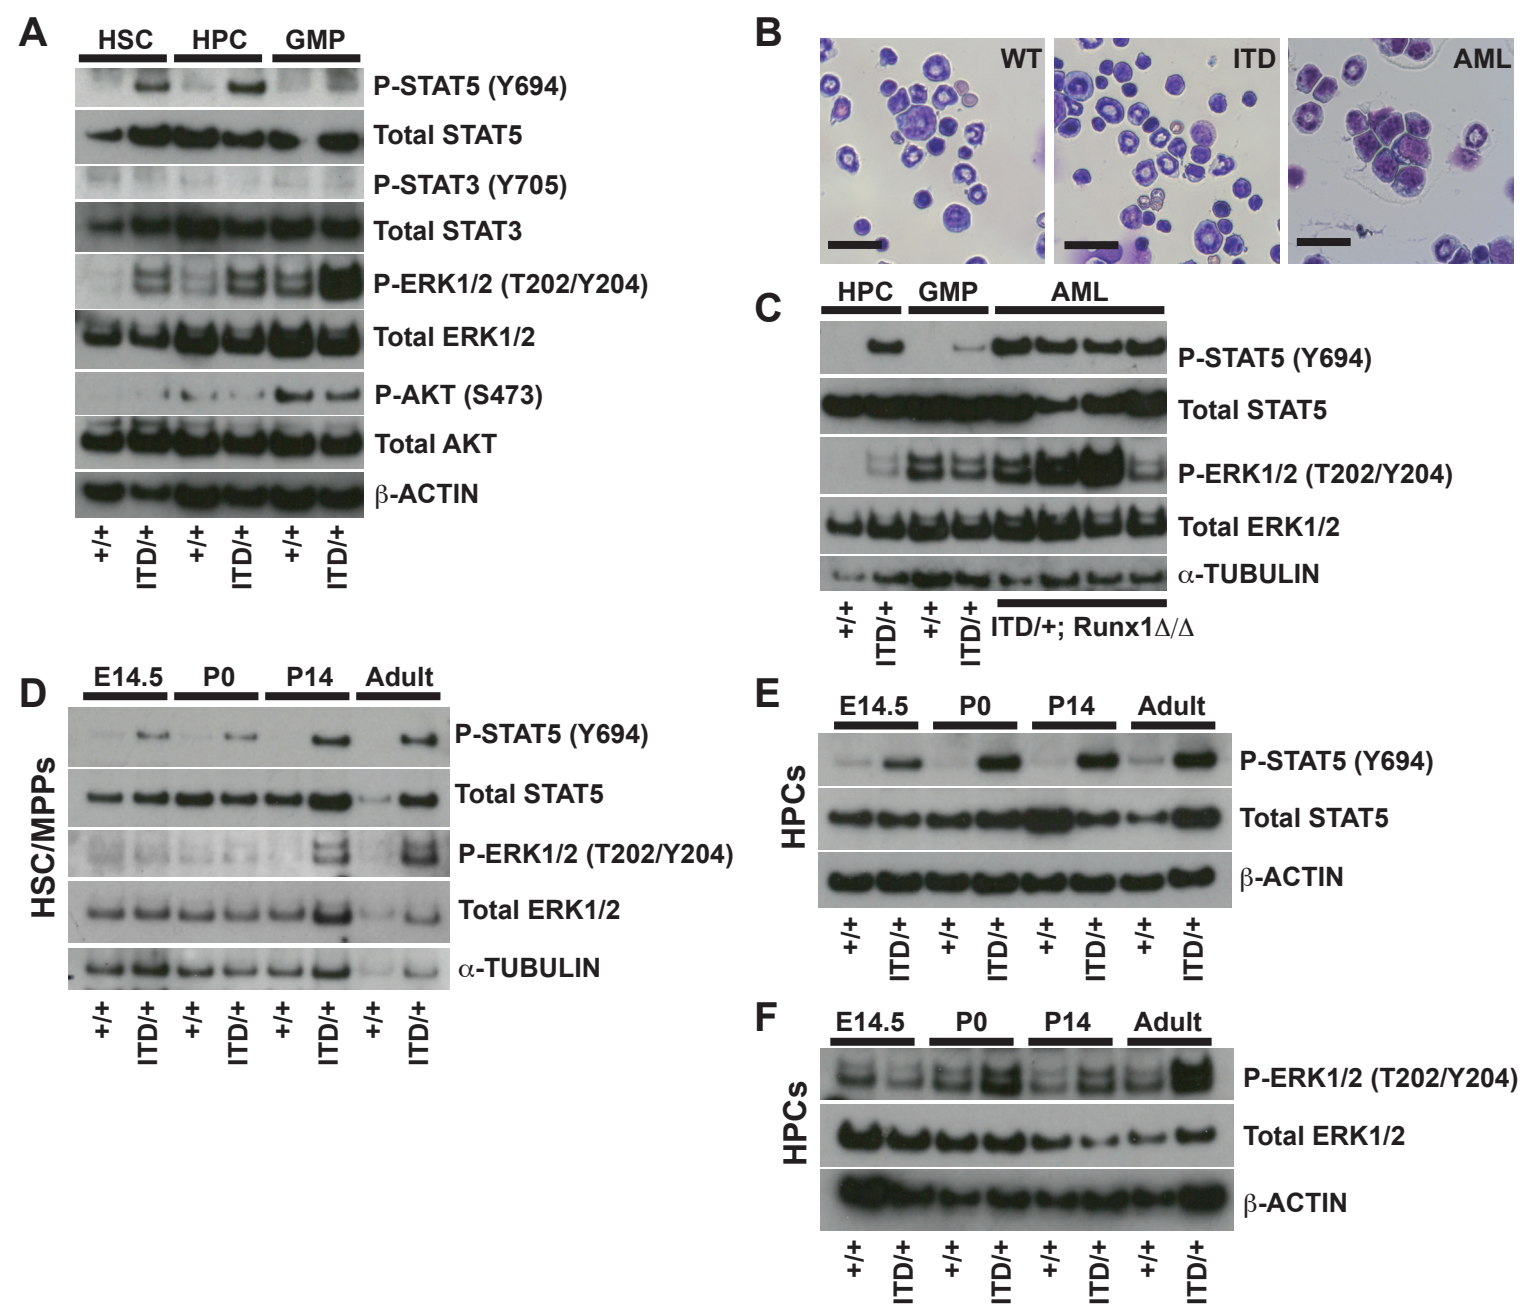 A
HSC HPC GMP
P-STAT5 (Y694)
Total STAT5
P-STAT3 (Y705)
Total STAT3
P-ERK1/2 (T202/Y204)
Total ERK1/2
P-AKT (S473)
Total AKT
β-ACTIN
+/+ ITD/+ +/+ ITD/+ +/+ ITD/+
B
WT ITD AML
C
HPC GMP AML
P-STAT5 (Y694)
Total STAT5
P-ERK1/2 (T202/Y204)
Total ERK1/2
α-TUBULIN
+/+ ITD/+ +/+ ITD/+ ITD/+; Runx1Δ/Δ
D
E14.5 P0 P14 Adult
HSC/MPPs
P-STAT5 (Y694)
Total STAT5
P-ERK1/2 (T202/Y204)
Total ERK1/2
α-TUBULIN
+/+ ITD/+ +/+ ITD/+ +/+ ITD/+ +/+ ITD/+
E
E14.5 P0 P14 Adult
HPCs
P-STAT5 (Y694)
Total STAT5
β-ACTIN
+/+ ITD/+ +/+ ITD/+ +/+ ITD/+ +/+ ITD/+
F
E14.5 P0 P14 Adult
HPCs
P-ERK1/2 (T202/Y204)
Total ERK1/2
β-ACTIN
+/+ ITD/+ +/+ ITD/+ +/+ ITD/+ +/+ ITD/+